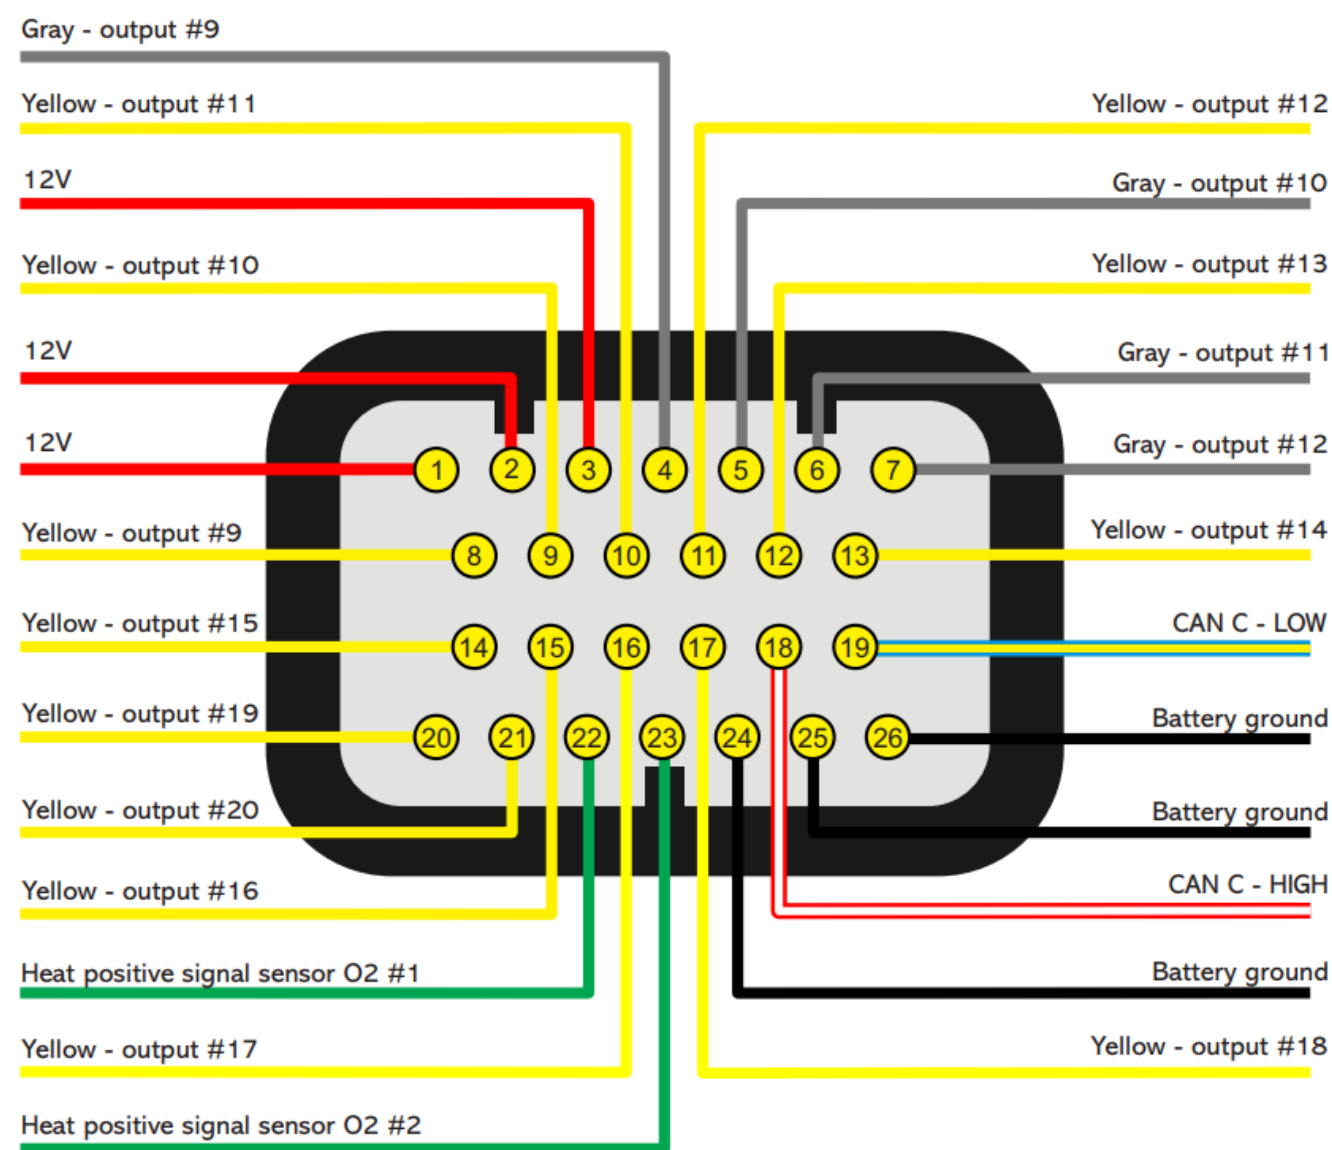 Gray - output #9
Yellow - output #11
Yellow - output #12
12V
Gray - output #10
Yellow - output #10
Yellow - output #13
12V
Gray - output #11
12V
Gray - output #12
1 2 3 4 5 6 7
Yellow - output #9
Yellow - output #14
8 9 10 11 12 13
Yellow - output #15
CAN C - LOW
14 15 16 17 18 19
Yellow - output #19
Battery ground
20 21 22 23 24 25 26
Yellow - output #20
Battery ground
Yellow - output #16
CAN C - HIGH
Heat positive signal sensor O2 #1
Battery ground
Yellow - output #17
Yellow - output #18
Heat positive signal sensor O2 #2